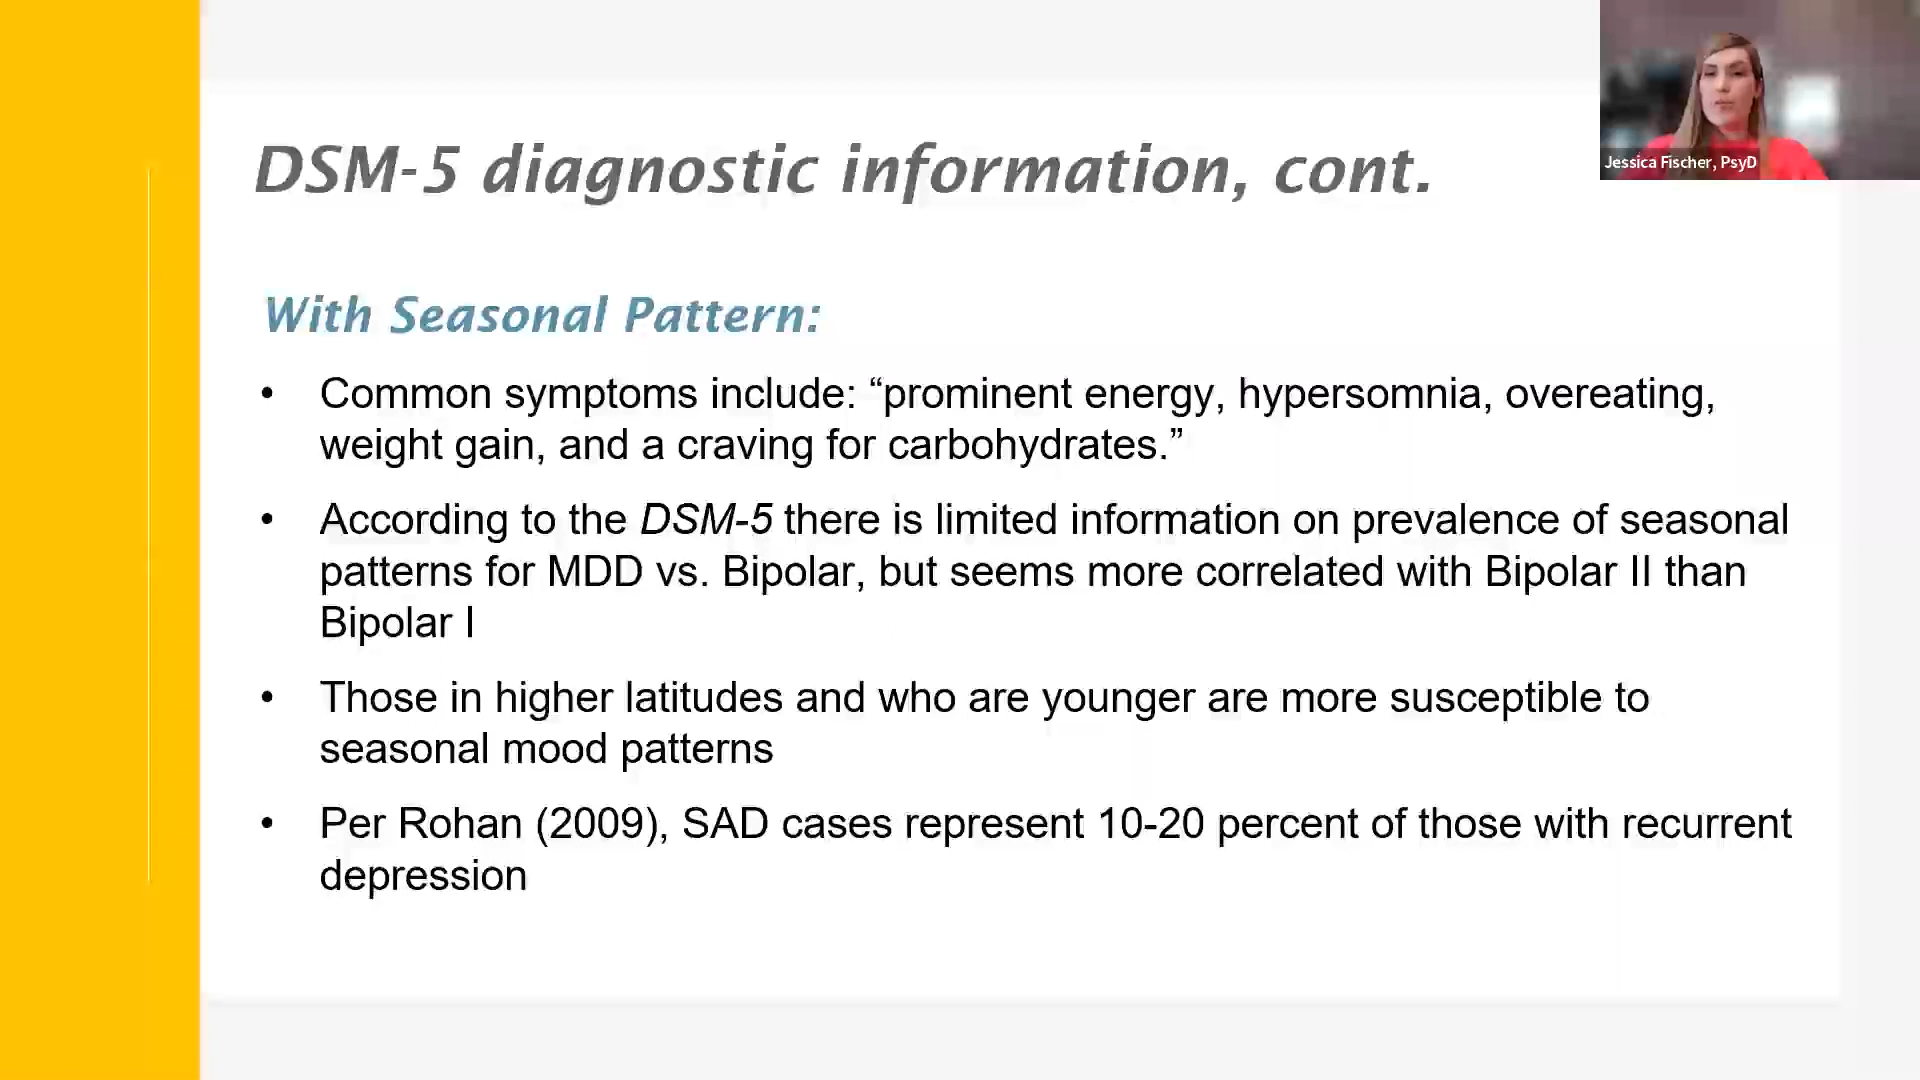 DSM-5 diagnostic information, cont.
Jessica Fischer, PsyD
With Seasonal Pattern:
• Common symptoms include: “prominent energy, hypersomnia, overeating,
weight gain, and a craving for carbohydrates.”
• According to the DSM-5 there is limited information on prevalence of seasonal
patterns for MDD vs. Bipolar, but seems more correlated with Bipolar II than
Bipolar I
• Those in higher latitudes and who are younger are more susceptible to
seasonal mood patterns
• Per Rohan (2009), SAD cases represent 10-20 percent of those with recurrent
depression